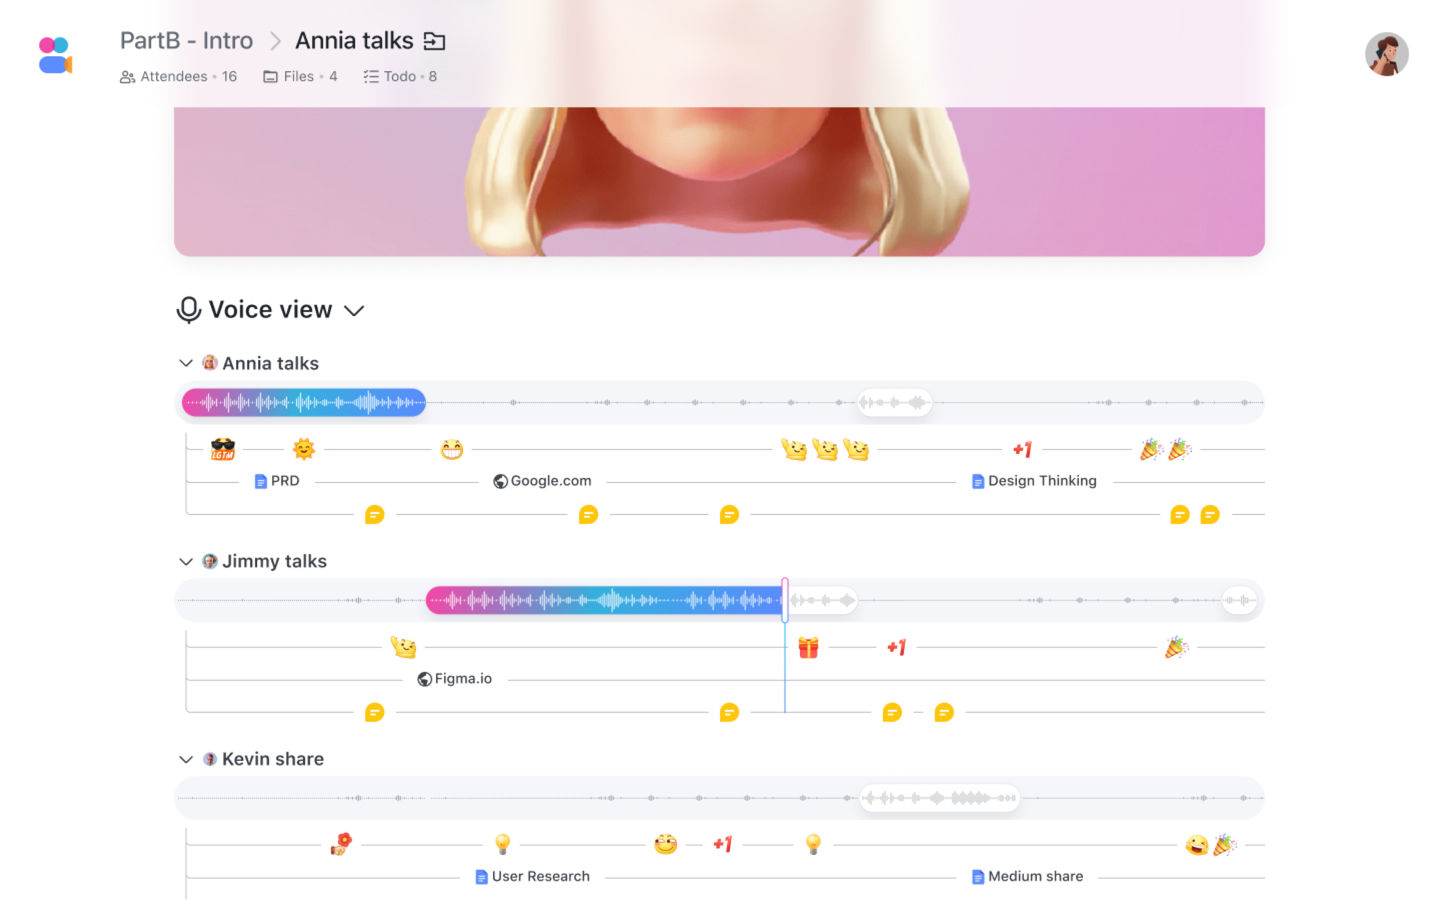 PartB - Intro > Annia talks
Attendees • 16 Files • 4 Todo • 8
Voice view
Annia talks
LGTM +1
PRD Google.com Design Thinking
Jimmy talks
+1
Figma.io
Kevin share
+1
User Research Medium share